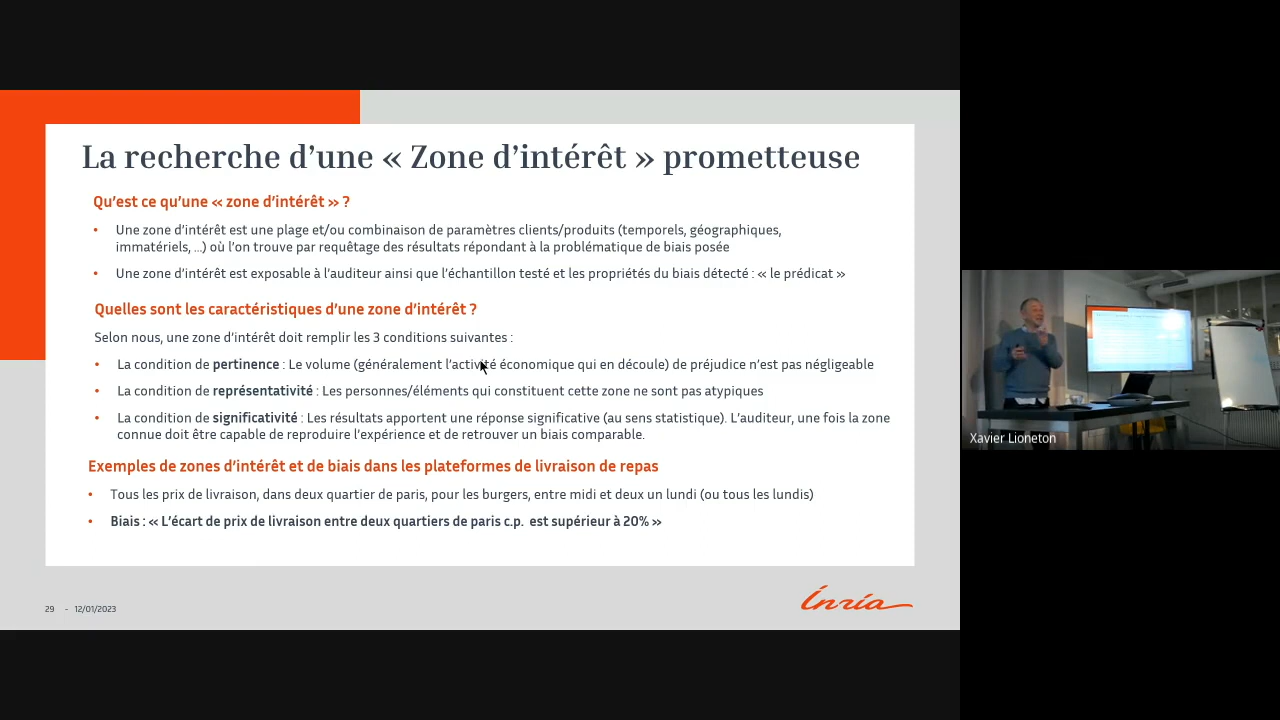 La recherche d’une « Zone d’intérêt » prometteuse
Qu’est ce qu’une « zone d’intérêt » ?
• Une zone d’intérêt est une plage et/ou combinaison de paramètres clients/produits (temporels, géographiques,
immatériels, ...) où l’on trouve par requêtage des résultats répondant à la problématique de biais posée
• Une zone d’intérêt est exposable à l’auditeur ainsi que l’échantillon testé et les propriétés du biais détecté : « le prédicat »
Quelles sont les caractéristiques d’une zone d’intérêt ?
Selon nous, une zone d’intérêt doit remplir les 3 conditions suivantes :
• La condition de pertinence : Le volume (généralement l’activité économique qui en découle) de préjudice n’est pas négligeable
• La condition de représentativité : Les personnes/éléments qui constituent cette zone ne sont pas atypiques
• La condition de significativité : Les résultats apportent une réponse significative (au sens statistique). L’auditeur, une fois la zone
connue doit être capable de reproduire l’expérience et de retrouver un biais comparable.
Exemples de zones d’intérêt et de biais dans les plateformes de livraison de repas
• Tous les prix de livraison, dans deux quartier de paris, pour les burgers, entre midi et deux un lundi (ou tous les lundis)
• Biais : « L’écart de prix de livraison entre deux quartiers de paris c.p. est supérieur à 20% »
29 - 12/01/2023
Inria
Xavier Lioneton